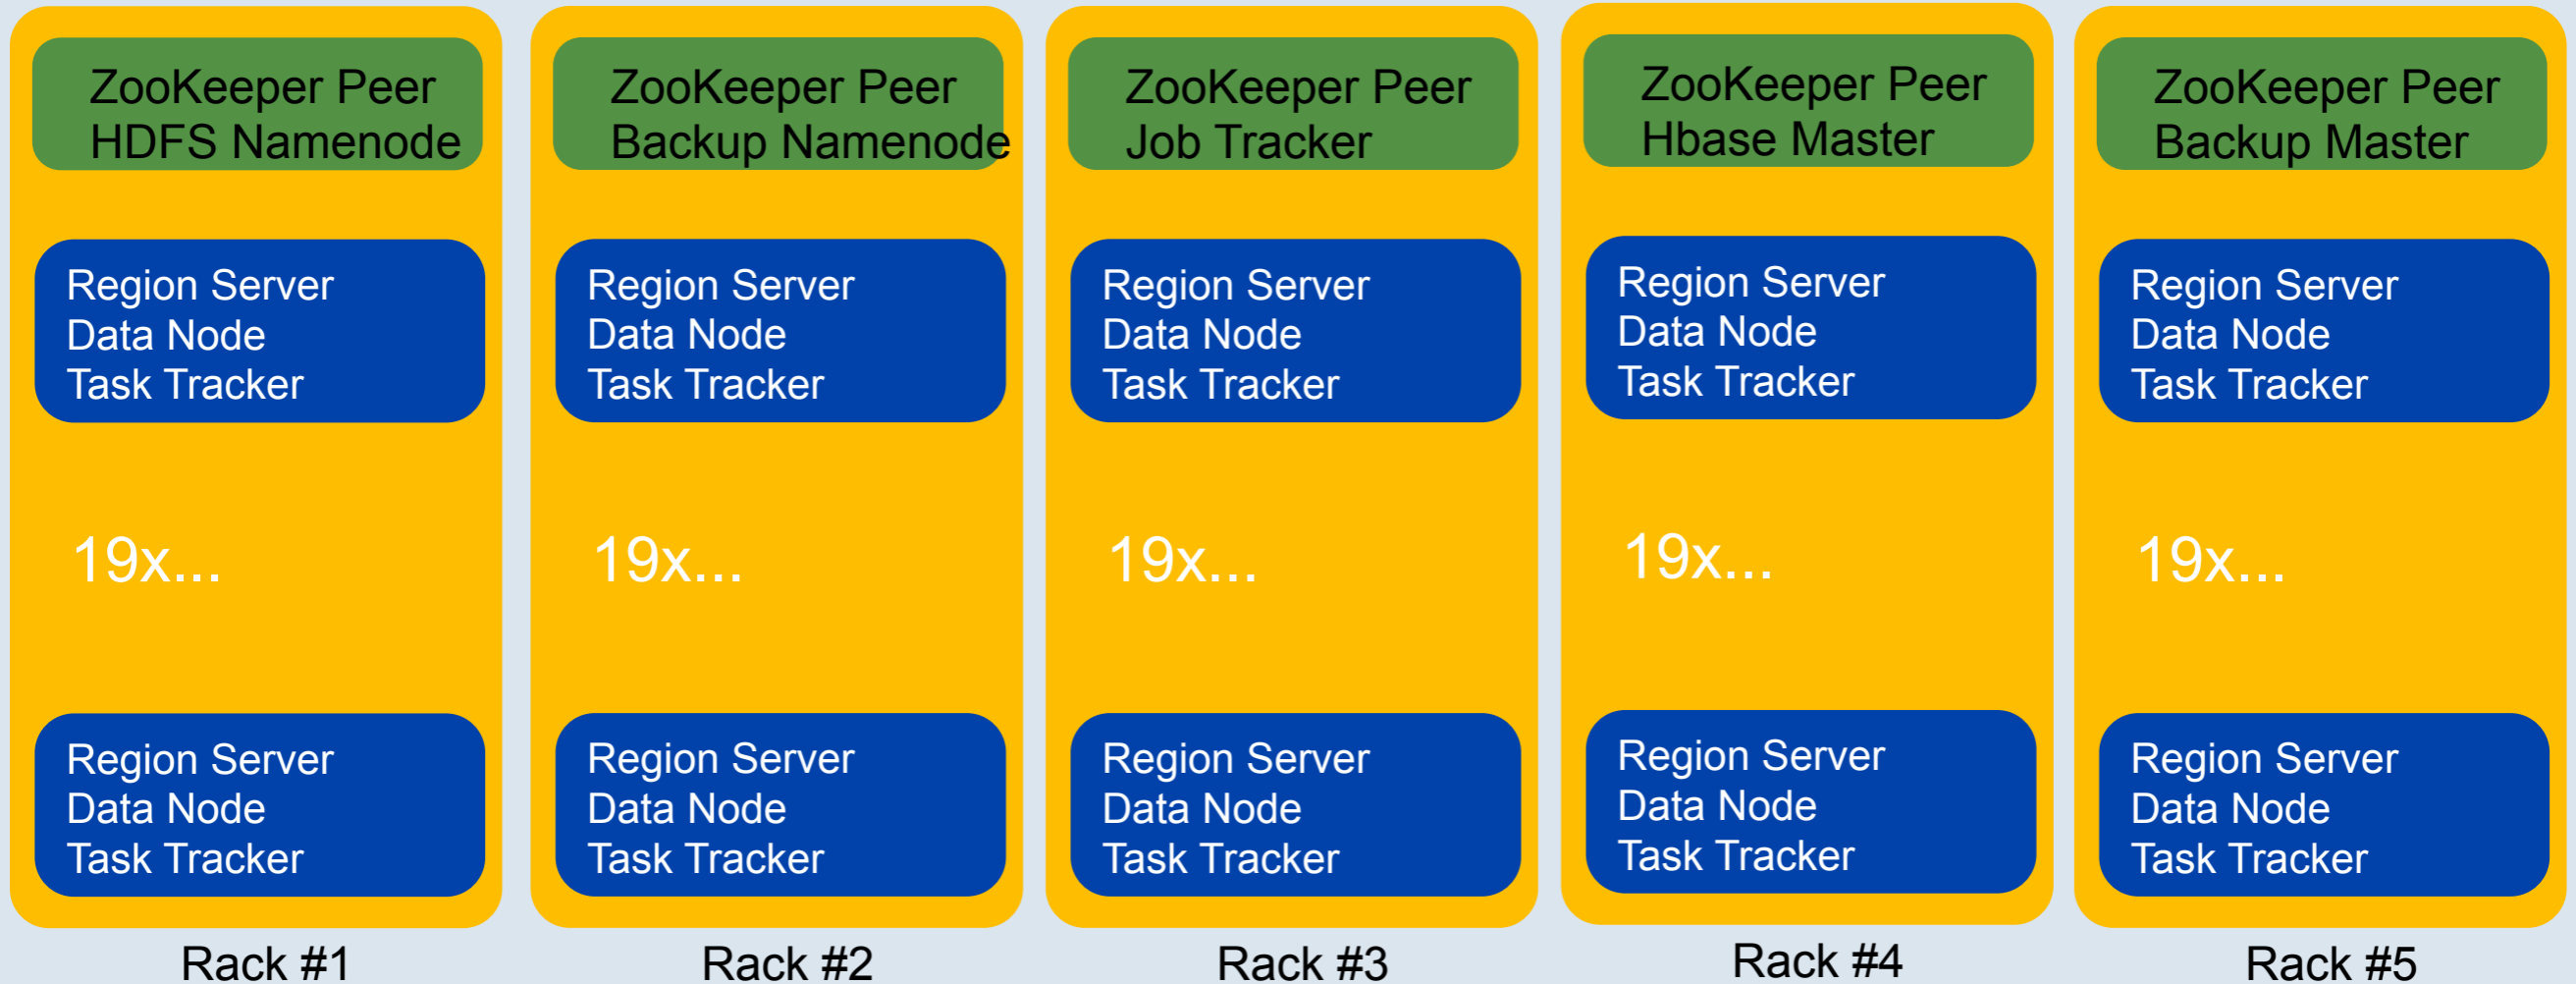 ZooKeeper Peer
HDFS Namenode
Region Server
Data Node
Task Tracker
19x...
Region Server
Data Node
Task Tracker
Rack #1
ZooKeeper Peer
Backup Namenode
Region Server
Data Node
Task Tracker
19x...
Region Server
Data Node
Task Tracker
Rack #2
ZooKeeper Peer
Job Tracker
Region Server
Data Node
Task Tracker
19x...
Region Server
Data Node
Task Tracker
Rack #3
ZooKeeper Peer
Hbase Master
Region Server
Data Node
Task Tracker
19x...
Region Server
Data Node
Task Tracker
Rack #4
ZooKeeper Peer
Backup Master
Region Server
Data Node
Task Tracker
19x...
Region Server
Data Node
Task Tracker
Rack #5